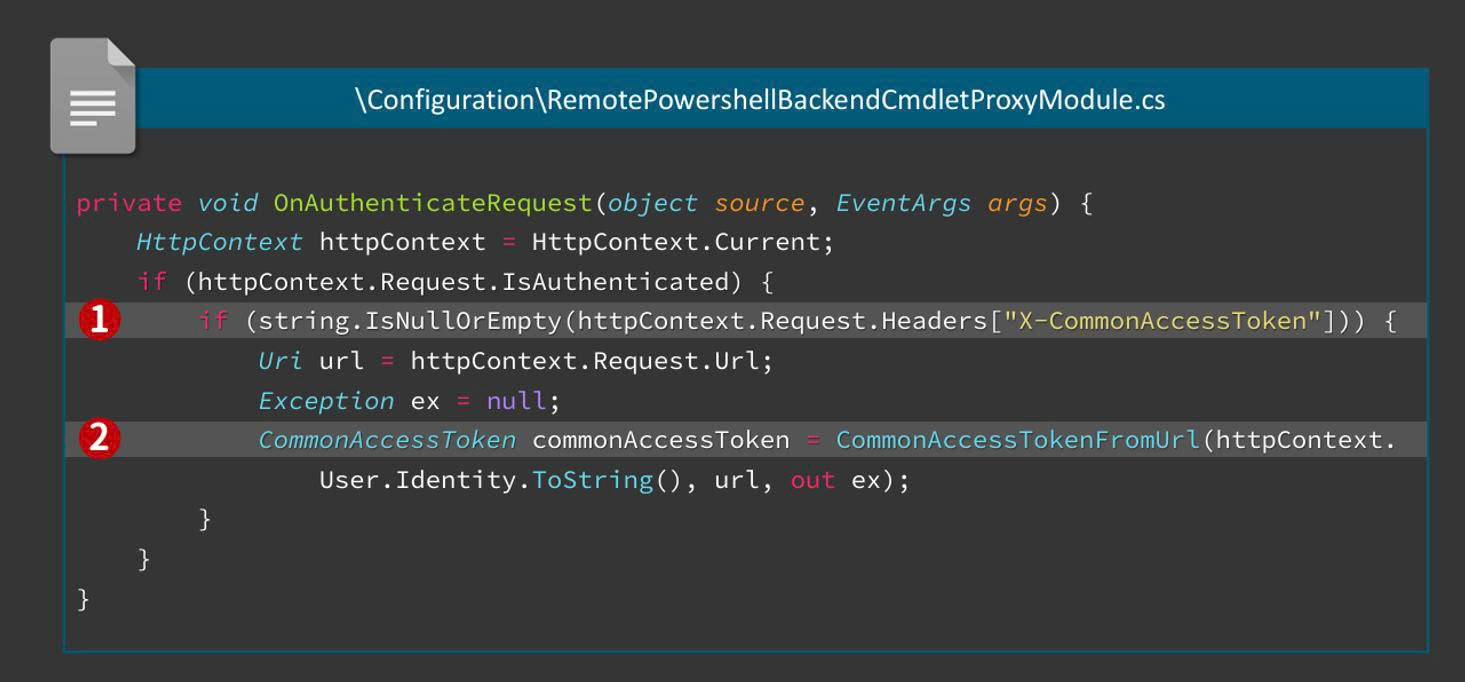 \Configuration\RemotePowershellBackendCmdletProxyModule.cs
private void OnAuthenticateRequest(object source, EventArgs args) {
HttpContext httpContext = HttpContext.Current;
if (httpContext.Request.IsAuthenticated) {
1 if (string.IsNullOrEmpty(httpContext.Request.Headers["X-CommonAccessToken"])) {
Uri url = httpContext.Request.Url;
Exception ex = null;
2 CommonAccessToken commonAccessToken = CommonAccessTokenFromUrl(httpContext.
User.Identity.ToString(), url, out ex);
}
}
}